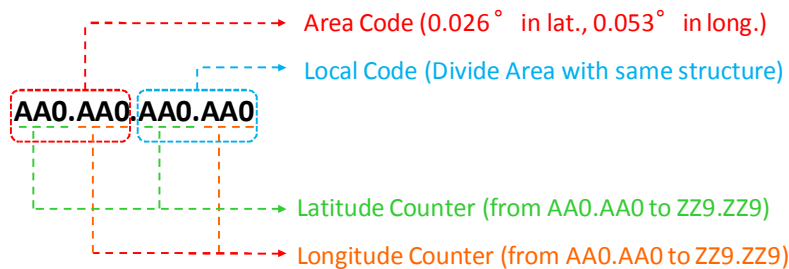 Area Code (0.026° in lat., 0.053° in long.)
Local Code (Divide Area with same structure)
AA0.AA0.AA0.AA0
Latitude Counter (from AA0.AA0 to ZZ9.ZZ9)
Longitude Counter (from AA0.AA0 to ZZ9.ZZ9)